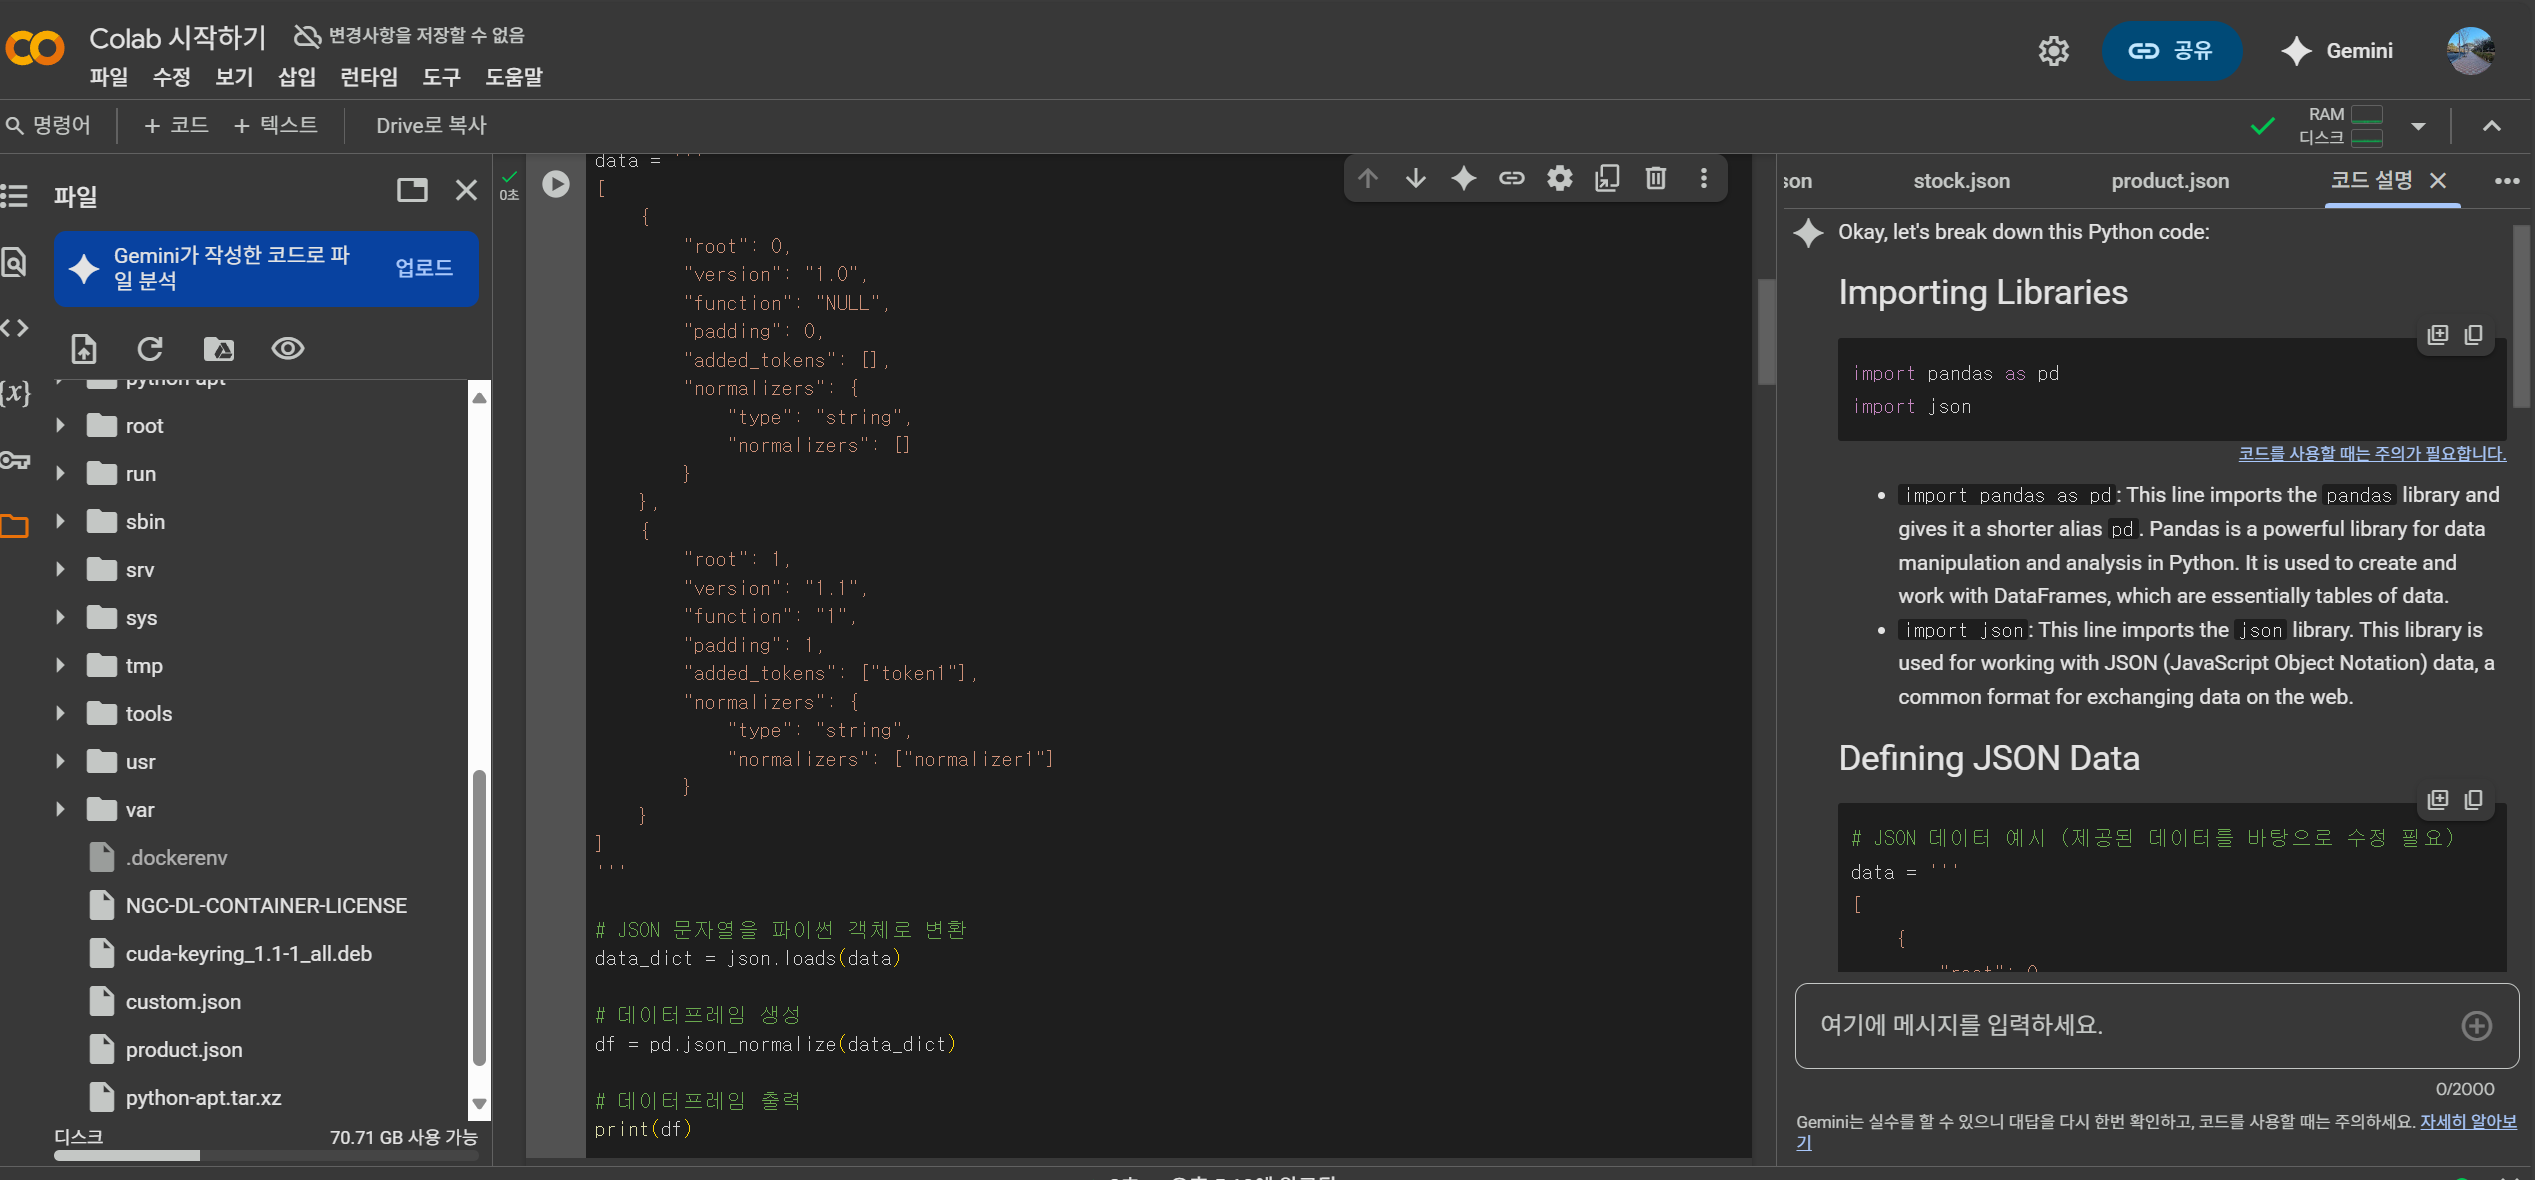 Colab 시작하기
변경사항을 저장할 수 없음
파일 수정 보기 삽입 런타임 도구 도움말
공유
Gemini
명령어
+ 코드 + 텍스트
Drive로 복사
RAM
디스크
파일
Gemini가 작성한 코드로 파
일 분석
업로드
python-apt
root
run
sbin
srv
sys
tmp
tools
usr
var
.dockerenv
NGC-DL-CONTAINER-LICENSE
cuda-keyring_1.1-1_all.deb
custom.json
product.json
python-apt.tar.xz
디스크
70.71 GB 사용 가능
0초
data = '''
[
    {
        "root": 0,
        "version": "1.0",
        "function": "NULL",
        "padding": 0,
        "added_tokens": [],
        "normalizers": {
            "type": "string",
            "normalizers": []
        }
    },
    {
        "root": 1,
        "version": "1.1",
        "function": "1",
        "padding": 1,
        "added_tokens": ["token1"],
        "normalizers": {
            "type": "string",
            "normalizers": ["normalizer1"]
        }
    }
]
'''
# JSON 문자열을 파이썬 객체로 변환
data_dict = json.loads(data)
# 데이터프레임 생성
df = pd.json_normalize(data_dict)
# 데이터프레임 출력
print(df)
son
stock.json
product.json
코드 설명
Okay, let's break down this Python code:
Importing Libraries
import pandas as pd
import json
코드를 사용할 때는 주의가 필요합니다.
• import pandas as pd: This line imports the pandas library and
gives it a shorter alias pd. Pandas is a powerful library for data
manipulation and analysis in Python. It is used to create and
work with DataFrames, which are essentially tables of data.
• import json: This line imports the json library. This library is
used for working with JSON (JavaScript Object Notation) data, a
common format for exchanging data on the web.
Defining JSON Data
# JSON 데이터 예시 (제공된 데이터를 바탕으로 수정 필요)
data = '''
[
    {
        "root": 0
여기에 메시지를 입력하세요.
0/2000
Gemini는 실수를 할 수 있으니 대답을 다시 한번 확인하고, 코드를 사용할 때는 주의하세요. 자세히 알아보
기